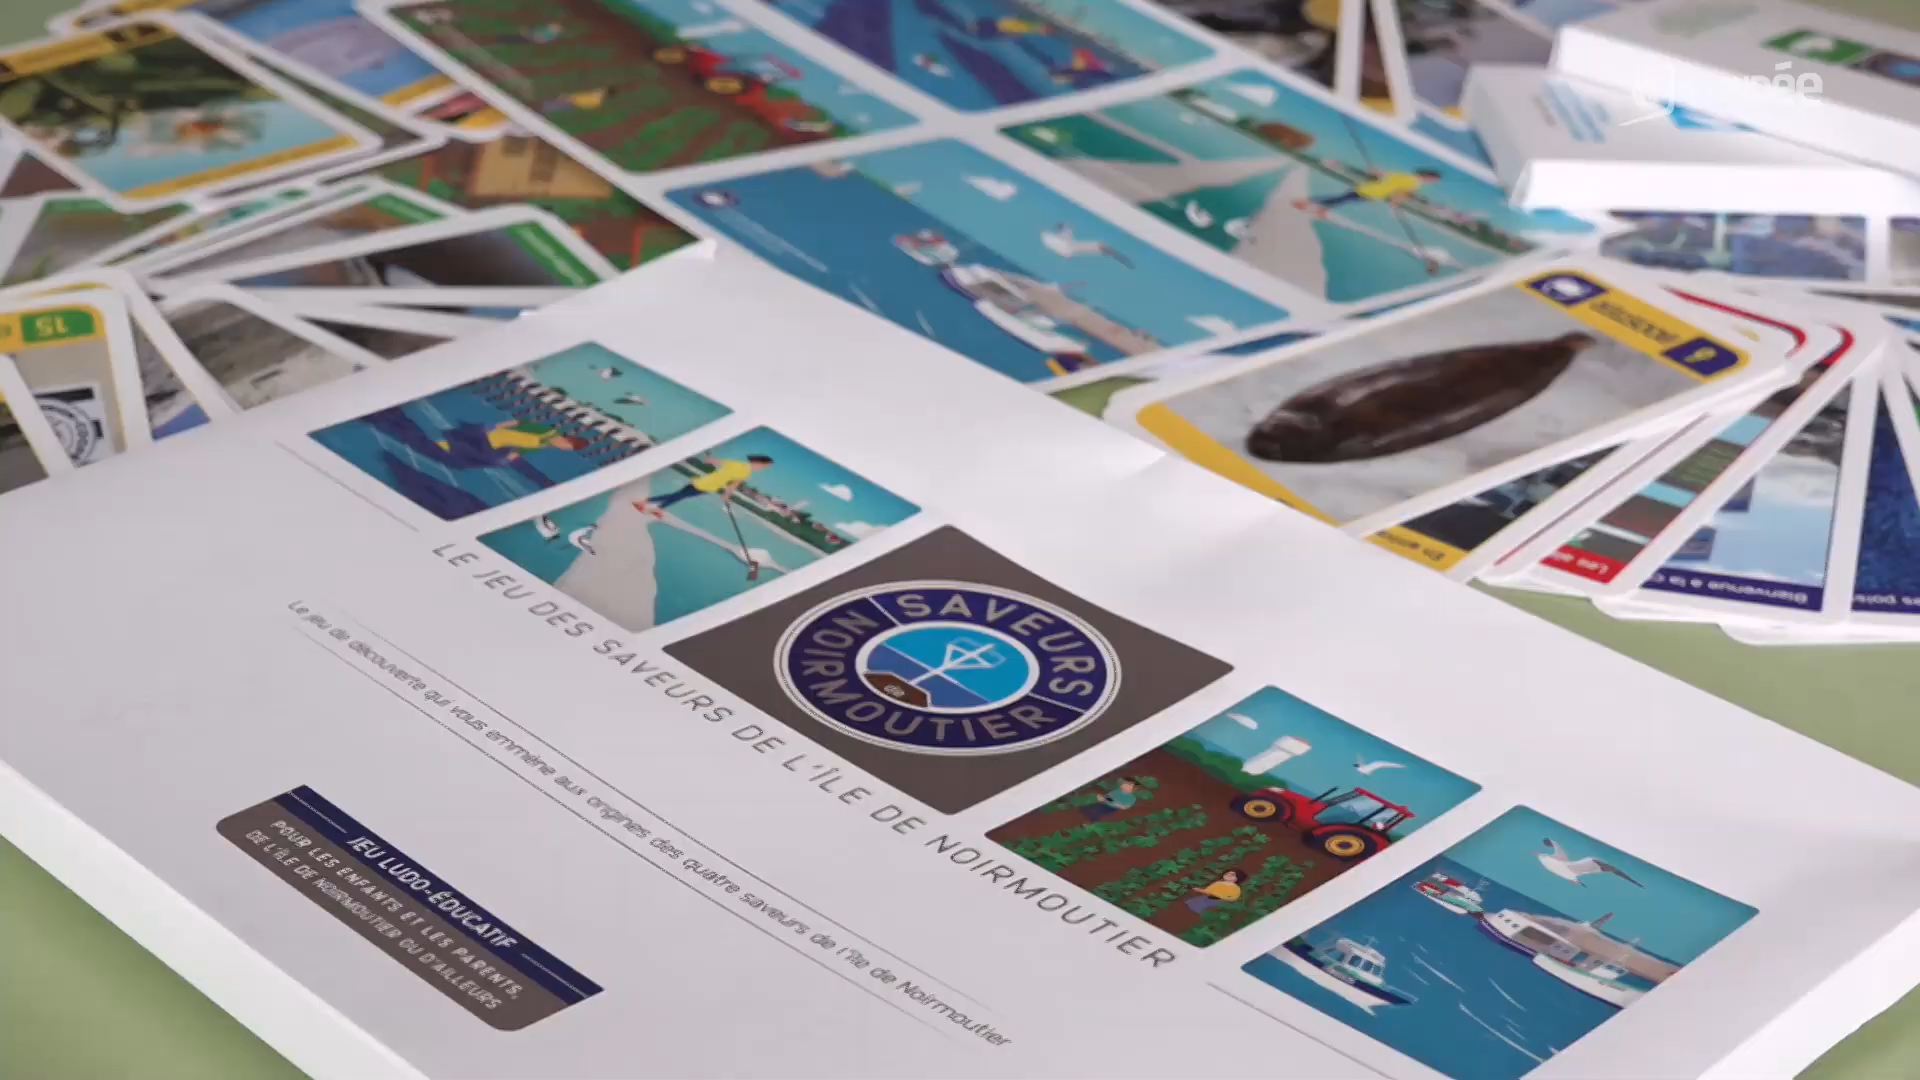 15
SAVEURS
de
NOIRMOUTIER
LE JEU DES SAVEURS DE L'ÎLE DE NOIRMOUTIER
Le jeu de découverte qui vous emmène aux origines des quatre saveurs de l'île de Noirmoutier
JEU LUDO-ÉDUCATIF
POUR LES ENFANTS ET LES PARENTS,
DE L'ÎLE DE NOIRMOUTIER OU D'AILLEURS